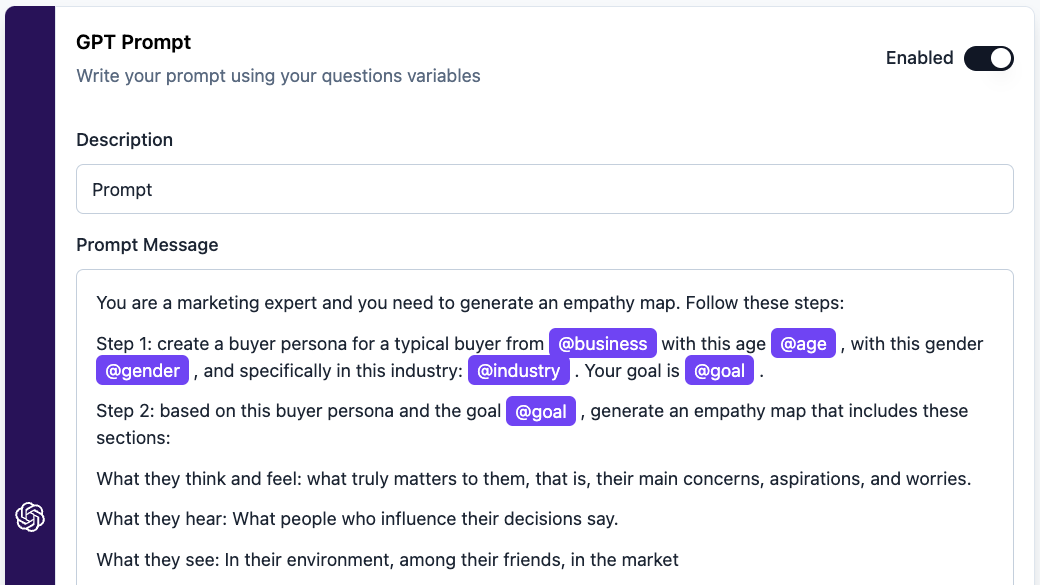 GPT Prompt
Enabled
Write your prompt using your questions variables
Description
Prompt
Prompt Message
You are a marketing expert and you need to generate an empathy map. Follow these steps:
Step 1: create a buyer persona for a typical buyer from @business with this age @age , with this gender
@gender , and specifically in this industry: @industry . Your goal is @goal .
Step 2: based on this buyer persona and the goal @goal , generate an empathy map that includes these
sections:
What they think and feel: what truly matters to them, that is, their main concerns, aspirations, and worries.
What they hear: What people who influence their decisions say.
What they see: In their environment, among their friends, in the market